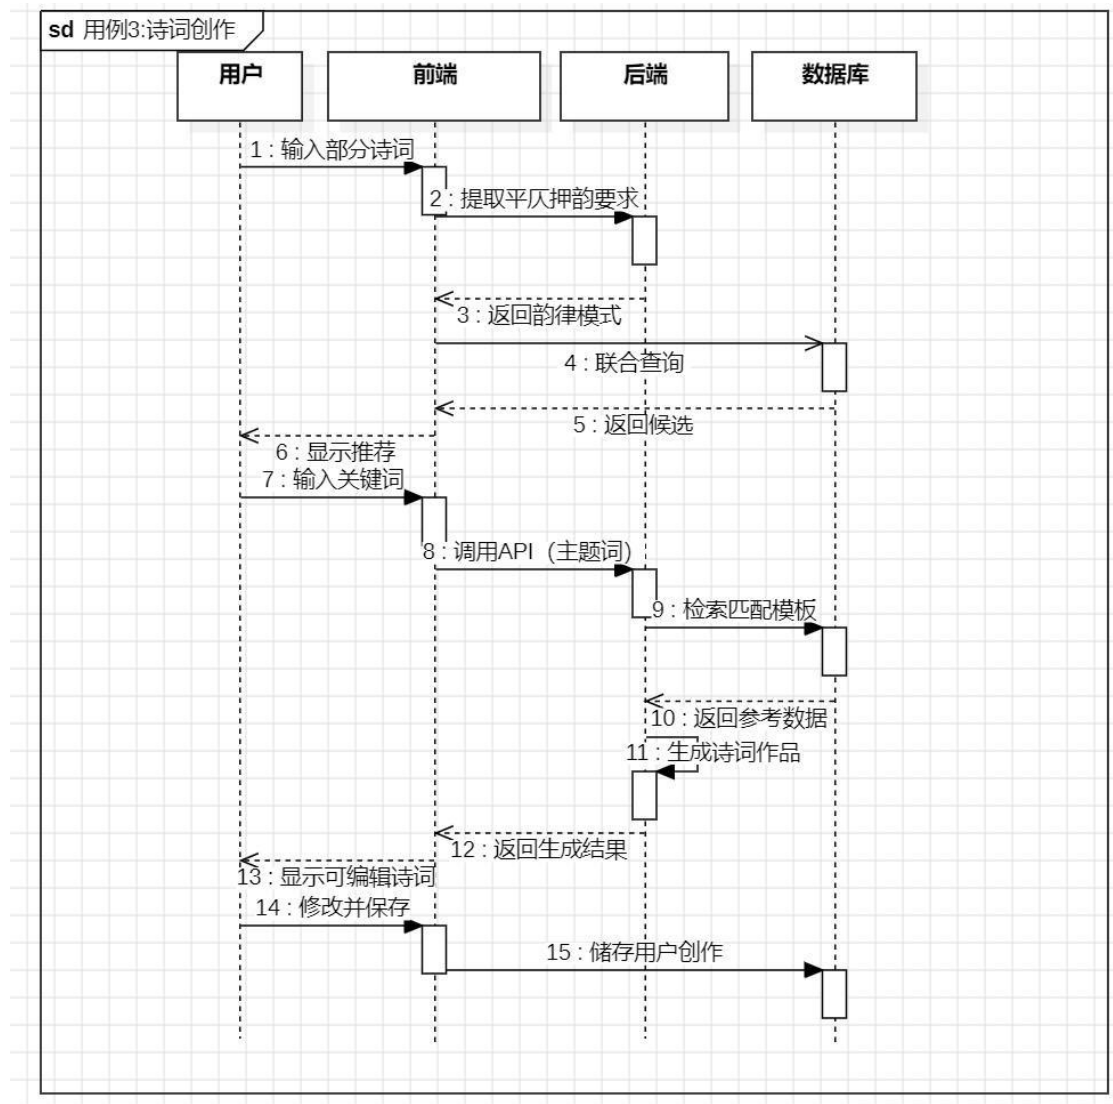 sd 用例3:诗词创作
用户
前端
后端
数据库
1 : 输入部分诗词
2 : 提取平仄押韵要求
3 : 返回韵律模式
4 : 联合查询
5 : 返回候选
6 : 显示推荐
7 : 输入关键词
8 : 调用API（主题词）
9 : 检索匹配模板
10 : 返回参考数据
11 : 生成诗词作品
12 : 返回生成结果
13 : 显示可编辑诗词
14 : 修改并保存
15 : 储存用户创作